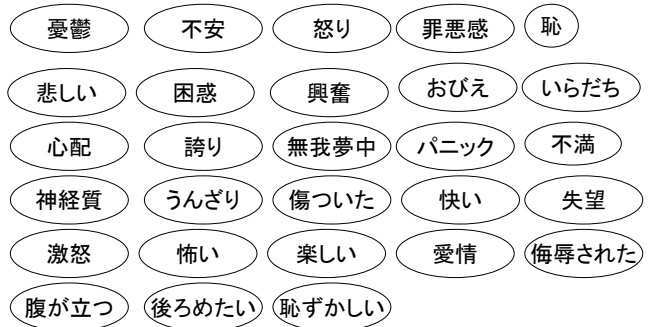 憂鬱 不安 怒り 罪悪感 恥
悲しい 困惑 興奮 おびえ いらだち
心配 誇り 無我夢中 パニック 不満
神経質 うんざり 傷ついた 快い 失望
激怒 怖い 楽しい 愛情 侮辱された
腹が立つ 後ろめたい 恥ずかしい